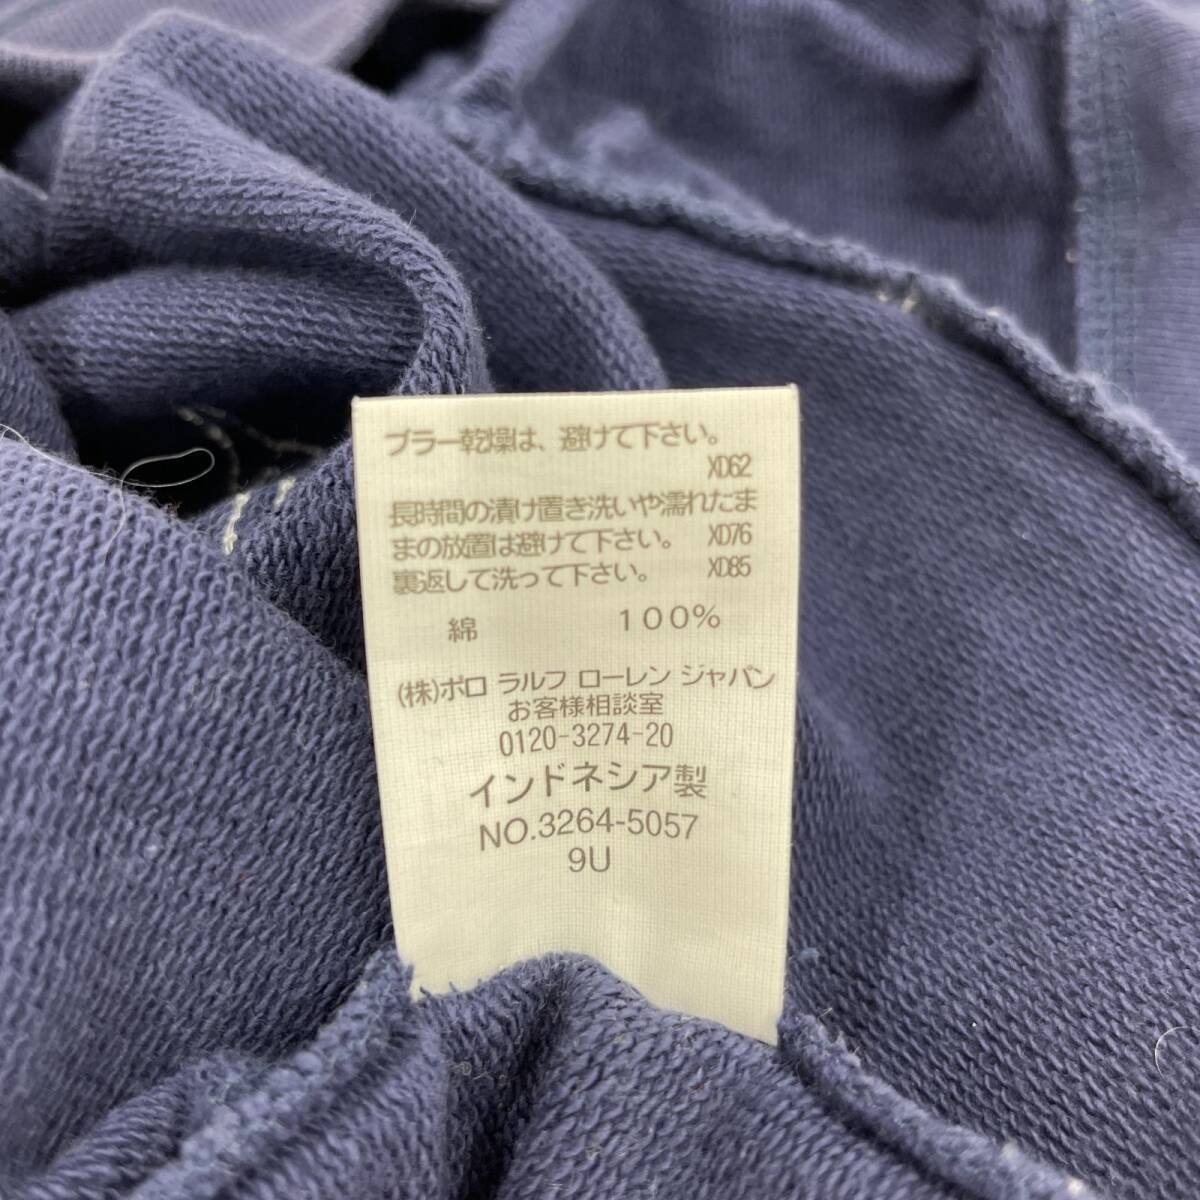 ブラー乾燥は、避けて下さい。
XD62
長時間の漬け置き洗いや濡れたま
まの放置は避けて下さい。 XD76
裏返して洗って下さい。 XD85
綿 100%
(株)ポロ ラルフ ローレン ジャパン
お客様相談室
0120-3274-20
インドネシア製
NO.3264-5057
9U